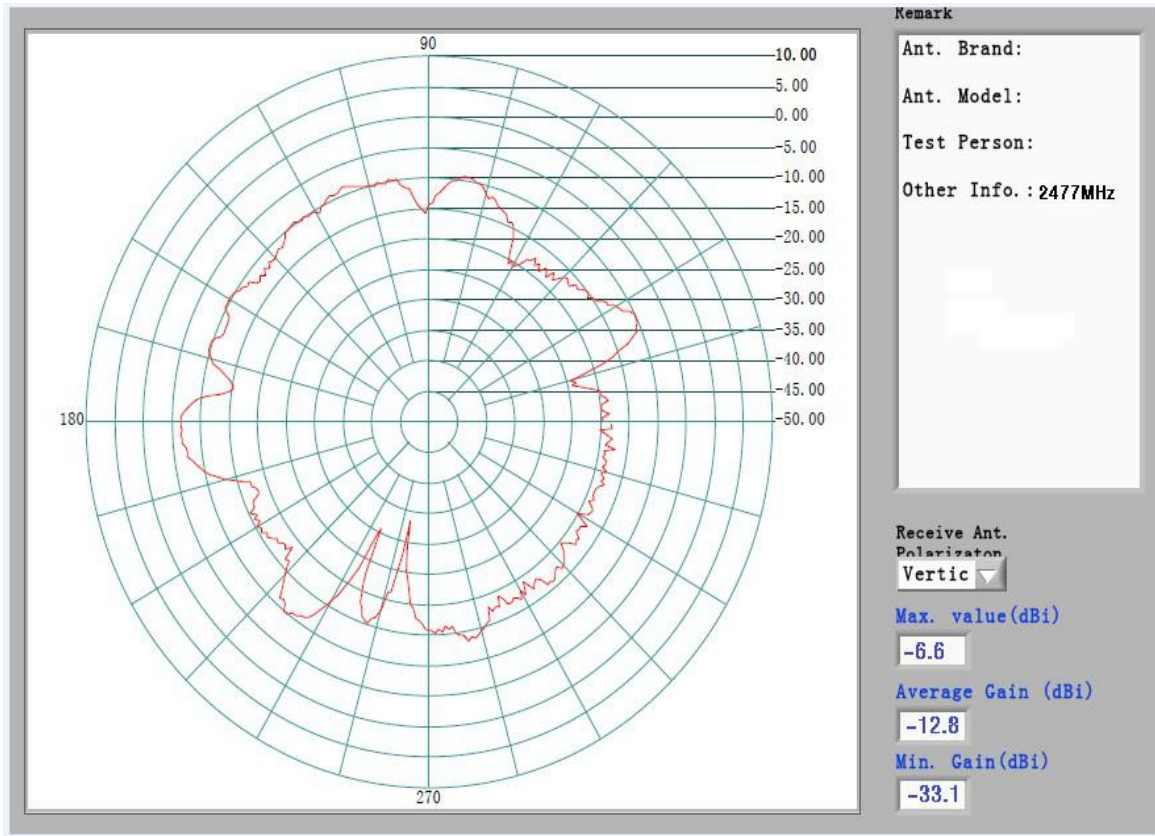 90
10.00
5.00
0.00
-5.00
-10.00
-15.00
-20.00
-25.00
-30.00
-35.00
-40.00
-45.00
-50.00
180
270
Remark
Ant. Brand:
Ant. Model:
Test Person:
Other Info.: 2477MHz
Receive Ant.
Polarizaton
Vertic
Max. value(dBi)
-6.6
Average Gain (dBi)
-12.8
Min. Gain(dBi)
-33.1